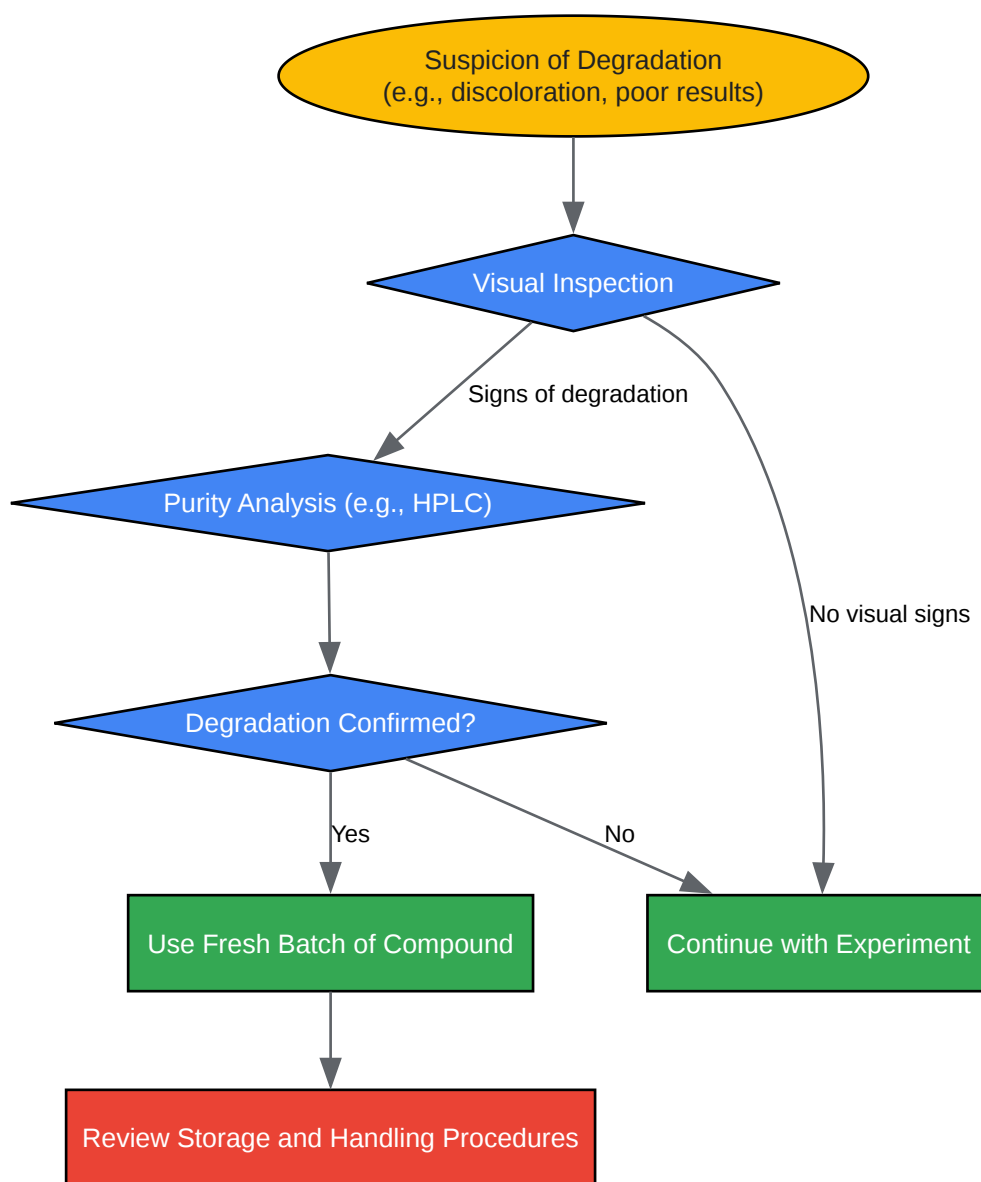 Suspicion of Degradation
(e.g., discoloration, poor results)
Visual Inspection
Signs of degradation
Purity Analysis (e.g., HPLC)
No visual signs
Degradation Confirmed?
Yes
No
Use Fresh Batch of Compound
Continue with Experiment
Review Storage and Handling Procedures